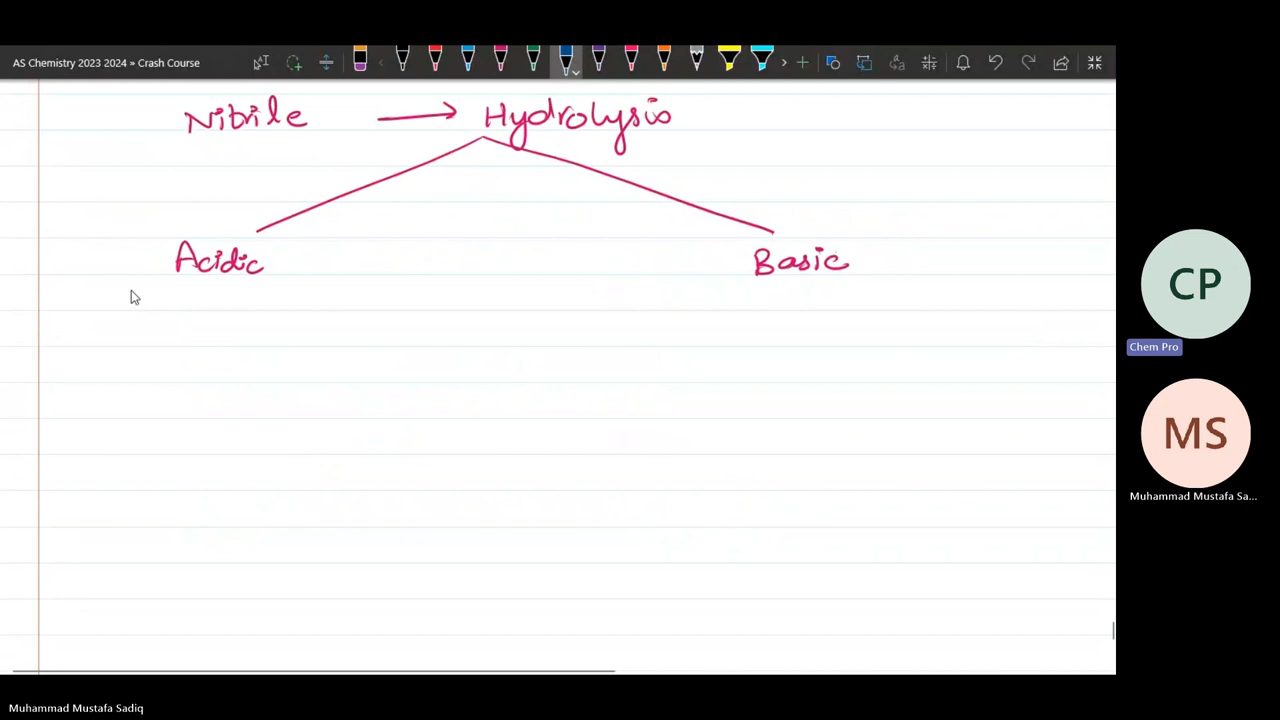 AS Chemistry 2023 2024 » Crash Course
Nitrile → Hydrolysis
Acidic Basic
CP
Chem Pro
MS
Muhammad Mustafa Sa...
Muhammad Mustafa Sadiq